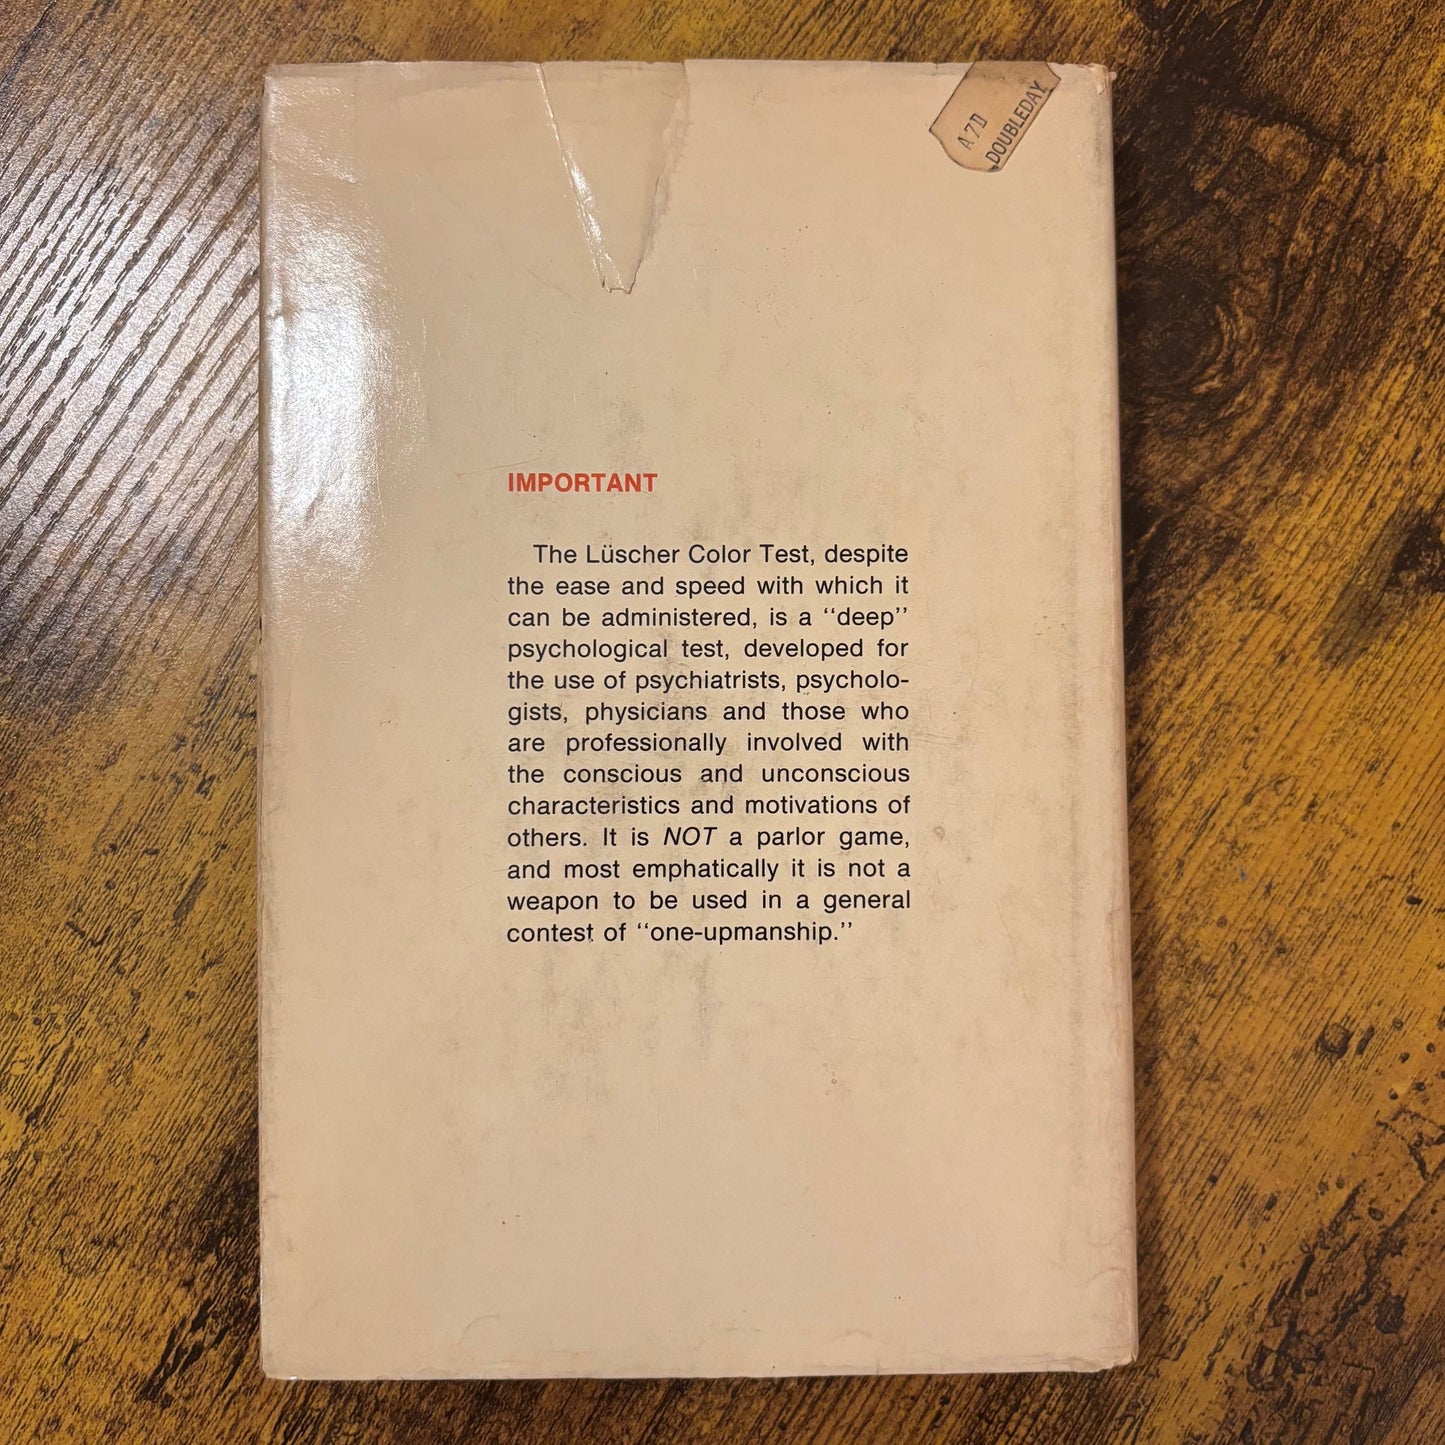 A7D
DOUBLEDAY
IMPORTANT
The Lüscher Color Test, despite
the ease and speed with which it
can be administered, is a ‘‘deep’’
psychological test, developed for
the use of psychiatrists, psycholo-
gists, physicians and those who
are professionally involved with
the conscious and unconscious
characteristics and motivations of
others. It is NOT a parlor game,
and most emphatically it is not a
weapon to be used in a general
contest of ‘‘one-upmanship.’’